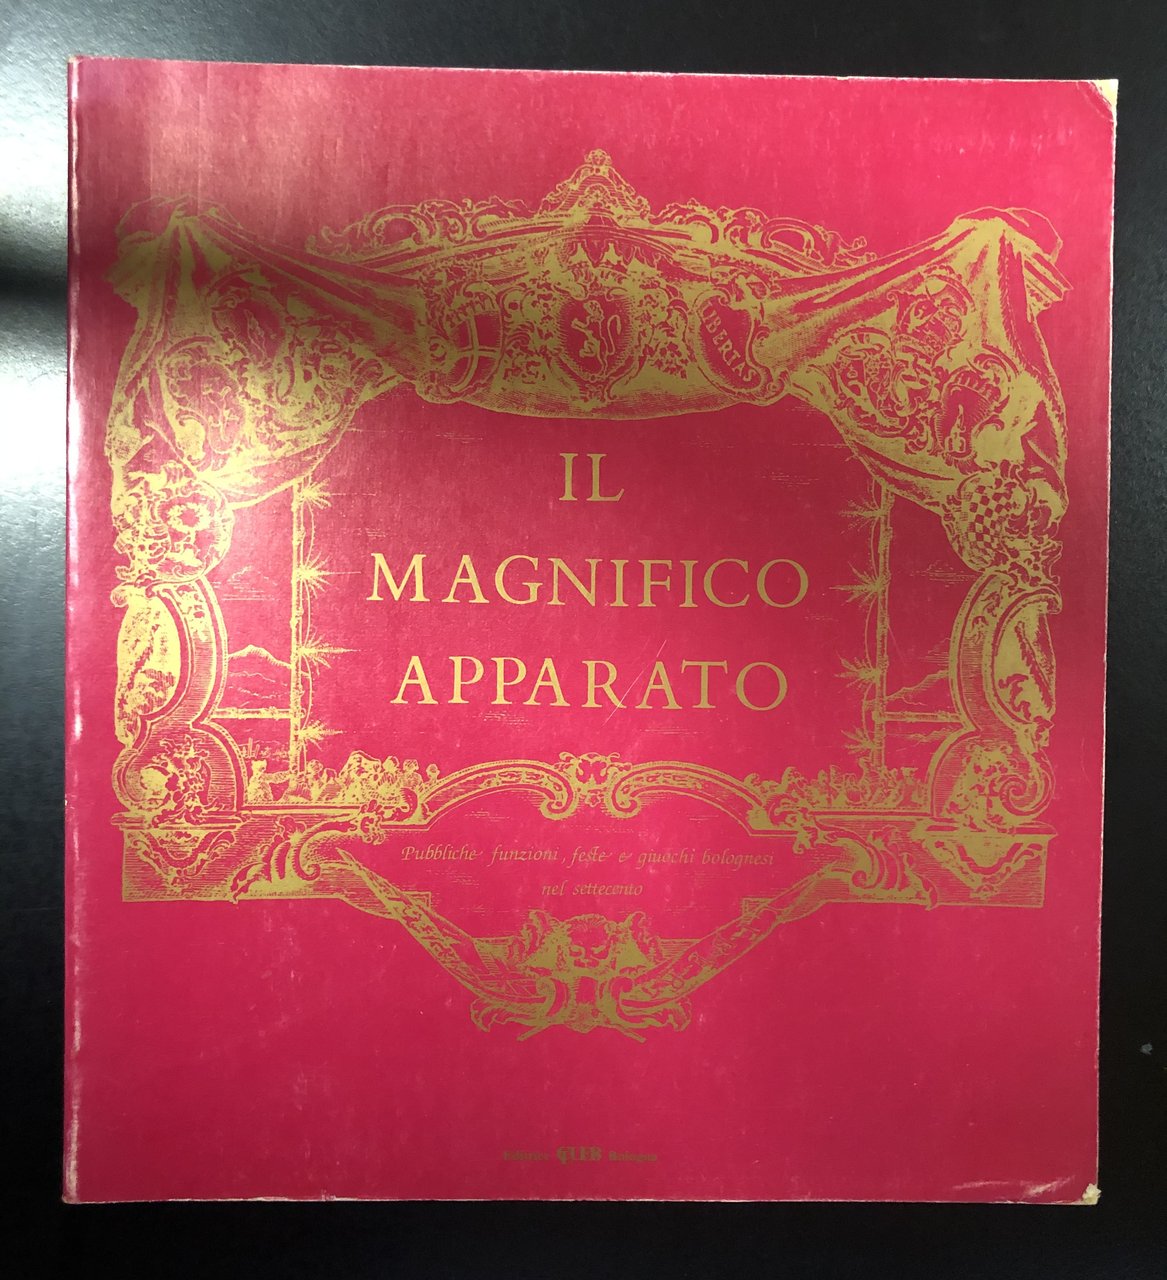 LIBERTAS
IL
MAGNIFICO
APPARATO
Pubbliche funzioni, feste e giuochi bolognesi
nel settecento
Editrice CLUEB Bologna